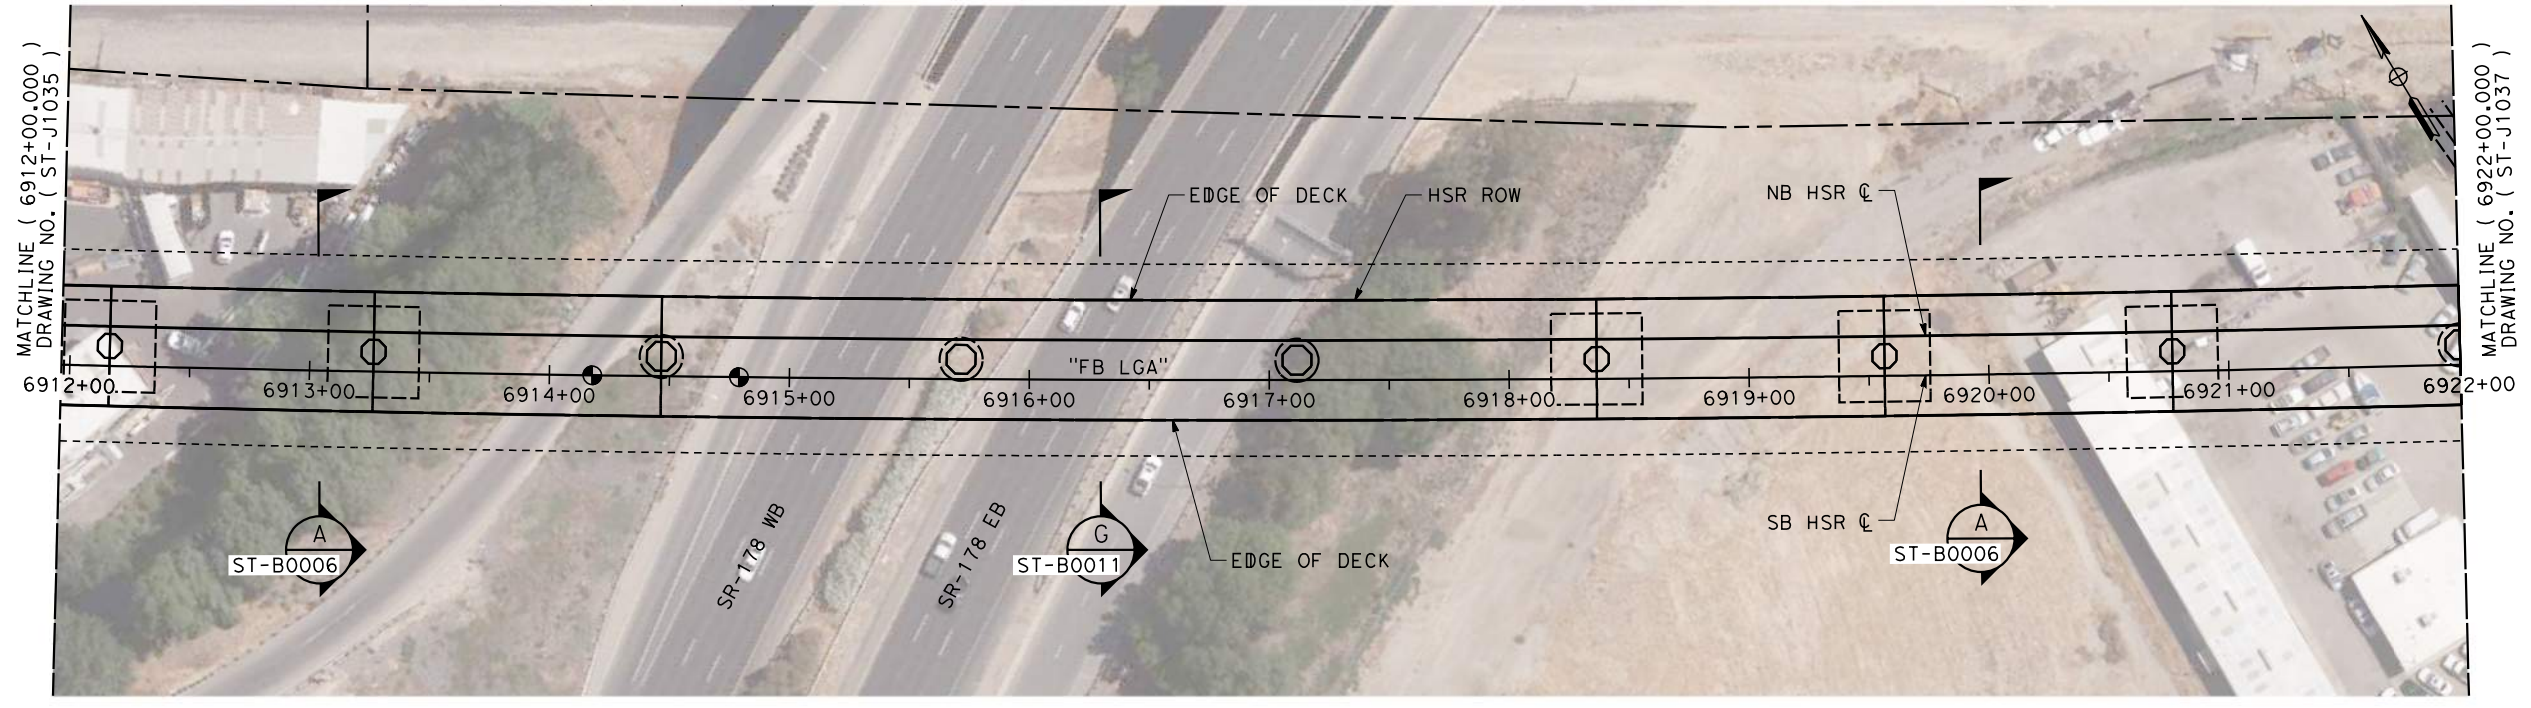 MATCHLINE ( 6912+00.000 )
DRAWING NO. ( ST-J1035 )
EDGE OF DECK
HSR ROW
NB HSR ℄
"FB LGA"
6912+00
6913+00
6914+00
6915+00
6916+00
6917+00
6918+00
6919+00
6920+00
6921+00
6922+00
SR-178 WB
SR-178 EB
SB HSR ℄
EDGE OF DECK
A
ST-B0006
G
ST-B0011
A
ST-B0006
MATCHLINE ( 6922+00.000 )
DRAWING NO. ( ST-J1037 )